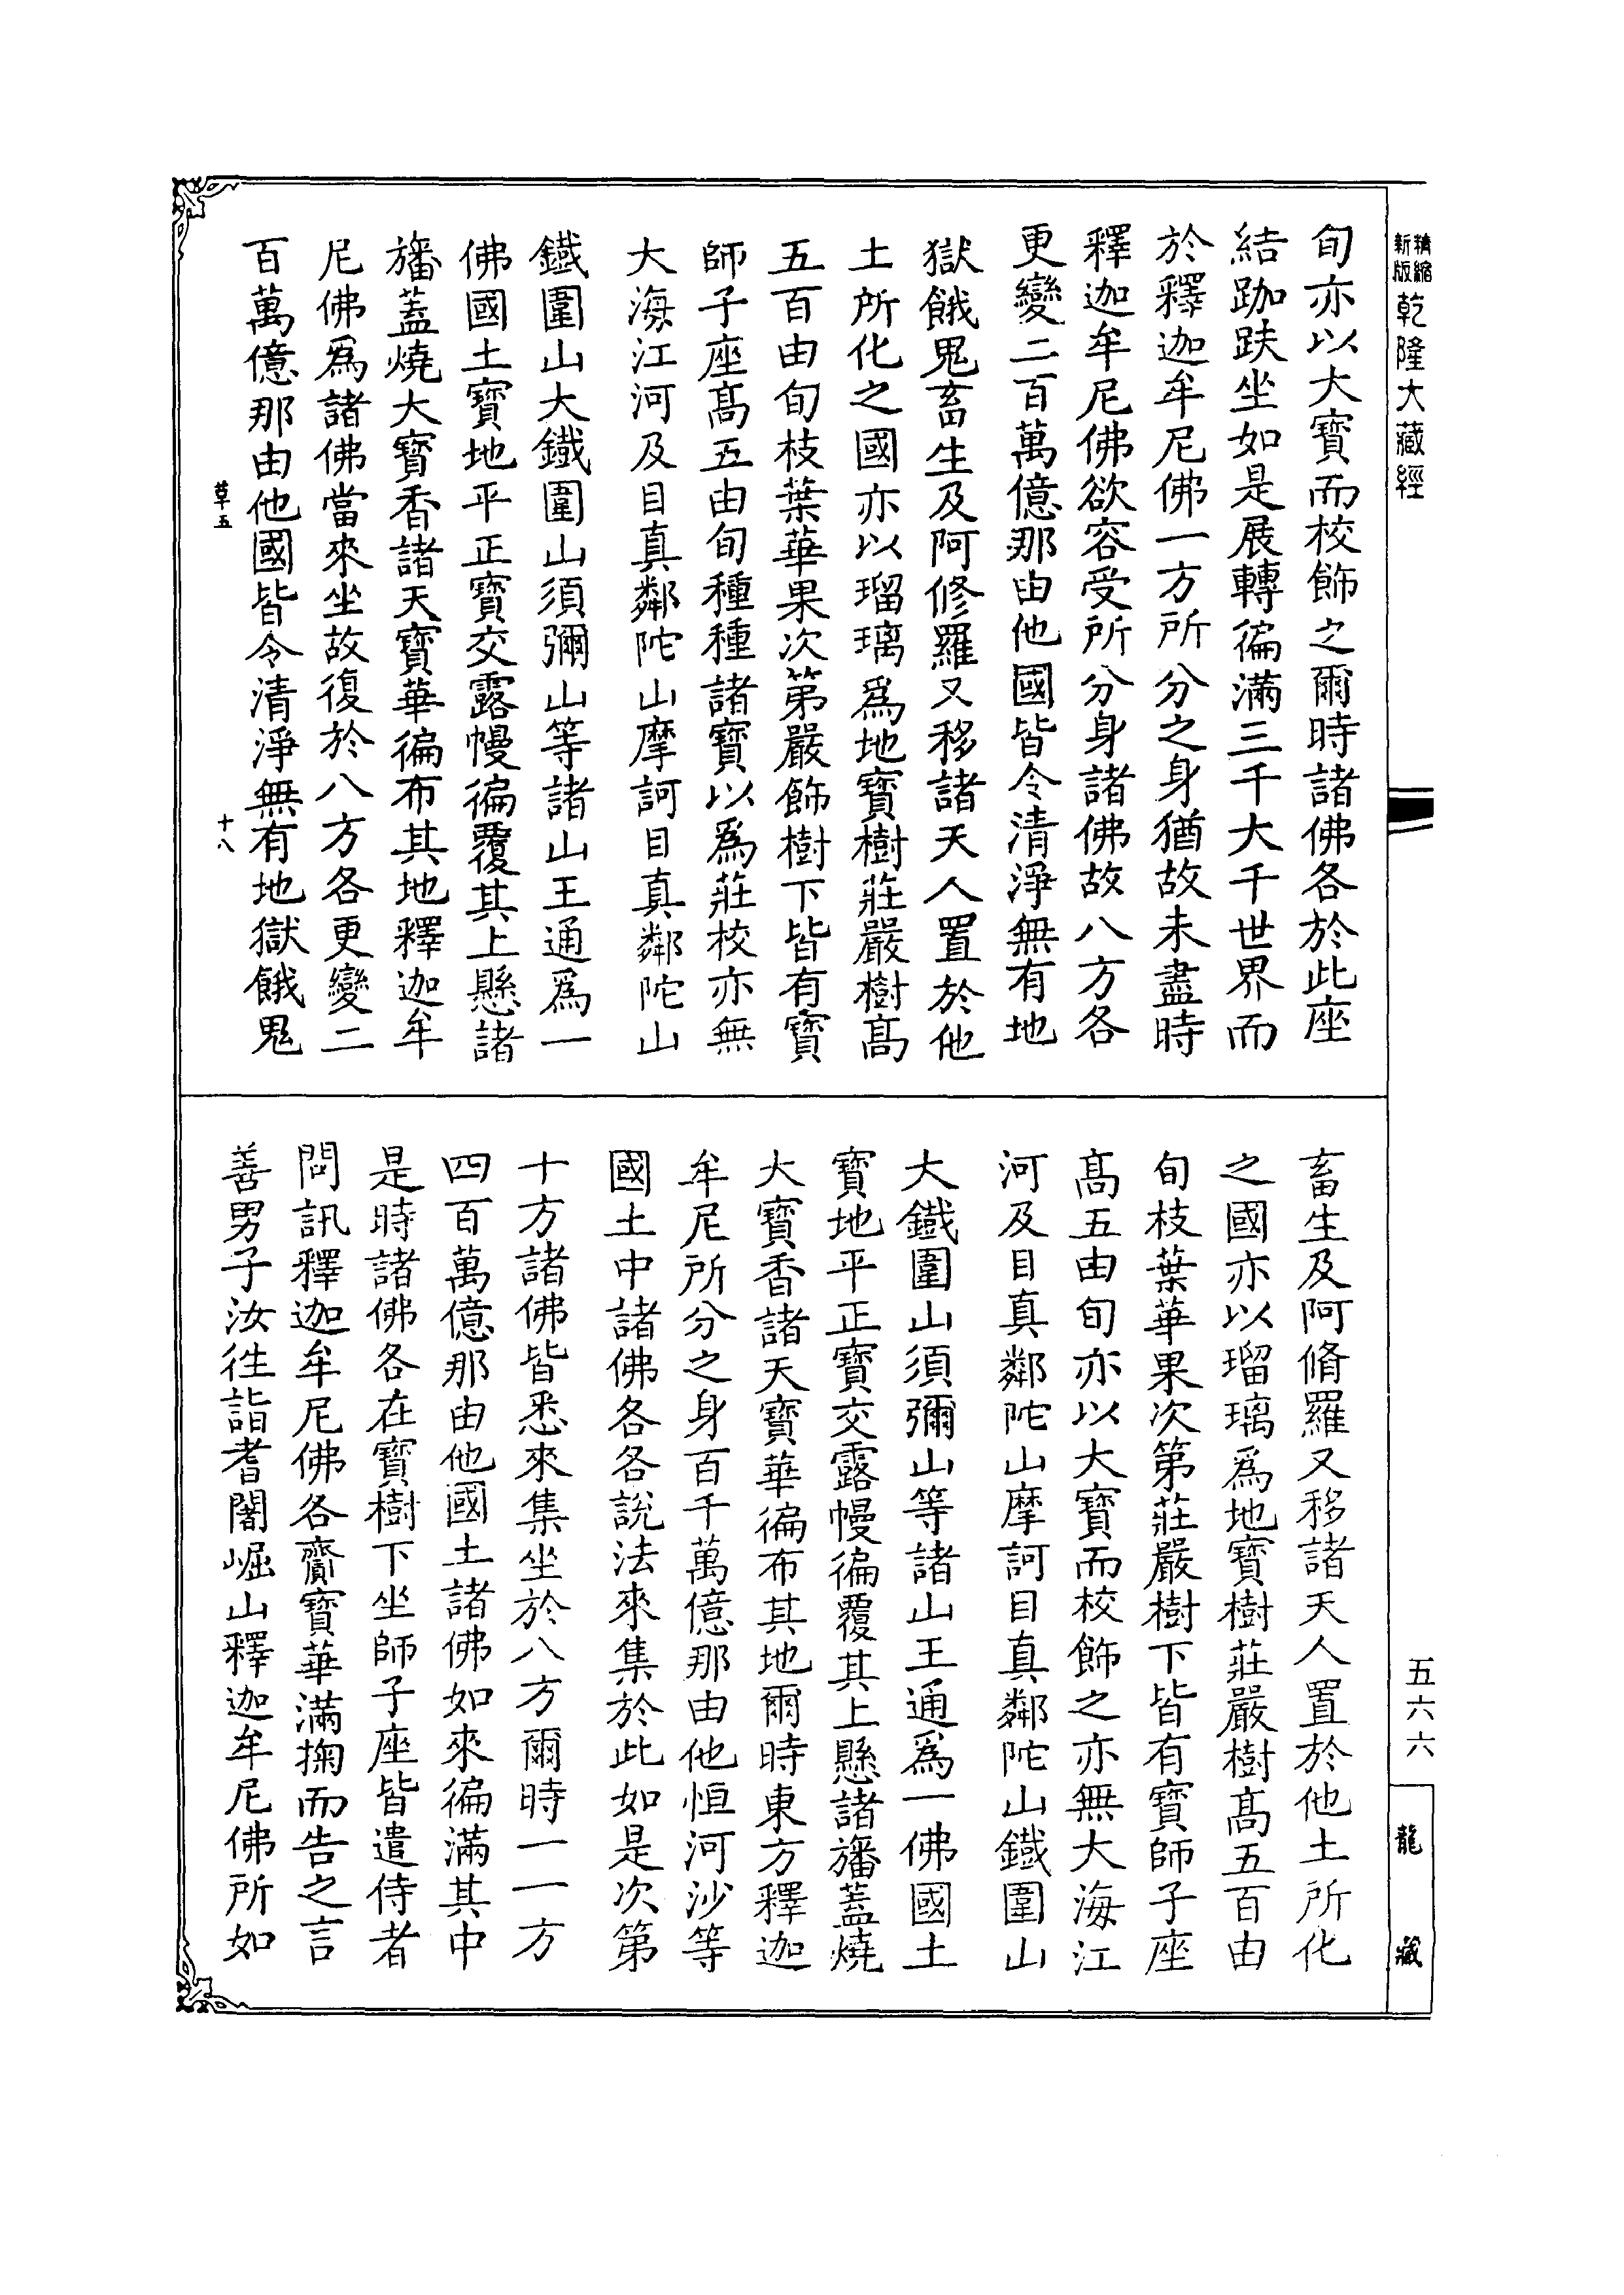 精縮新版乾隆大藏經
旬亦以大寶而校飾之爾時諸佛各於此座
結跏趺坐如是展轉徧滿三千大千世界而
於釋迦牟尼佛一方所分之身猶故未盡時
釋迦牟尼佛欲容受所分身諸佛故八方各
更變二百萬億那由他國皆令清淨無有地
獄餓鬼畜生及阿修羅又移諸天人置於他
土所化之國亦以瑠璃爲地寶樹莊嚴樹髙
五百由旬枝葉華果次第嚴飾樹下皆有寶
師子座髙五由旬種種諸寶以爲莊校亦無
大海江河及目真鄰陀山摩訶目真鄰陀山
鐵圍山大鐵圍山須彌山等諸山王通爲一
佛國土寶地平正寶交露幔徧覆其上懸諸
旛蓋燒大寶香諸天寶華徧布其地釋迦牟
尼佛爲諸佛當來坐故復於八方各更變二
百萬億那由他國皆令清淨無有地獄餓鬼
草五 十八
畜生及阿脩羅又移諸天人置於他土所化
之國亦以瑠璃爲地寶樹莊嚴樹髙五百由
旬枝葉華果次第莊嚴樹下皆有寶師子座
髙五由旬亦以大寶而校飾之亦無大海江
河及目真鄰陀山摩訶目真鄰陀山鐵圍山
大鐵圍山須彌山等諸山王通爲一佛國土
寶地平正寶交露幔徧覆其上懸諸旛蓋燒
大寶香諸天寶華徧布其地爾時東方釋迦
牟尼所分之身百千萬億那由他恒河沙等
國土中諸佛各各說法來集於此如是次第
十方諸佛皆悉來集坐於八方爾時一一方
四百萬億那由他國土諸佛如來徧滿其中
是時諸佛各在寶樹下坐師子座皆遣侍者
問訊釋迦牟尼佛各齎寶華滿掬而告之言
善男子汝往詣耆闍崛山釋迦牟尼佛所如
五六六
龍藏